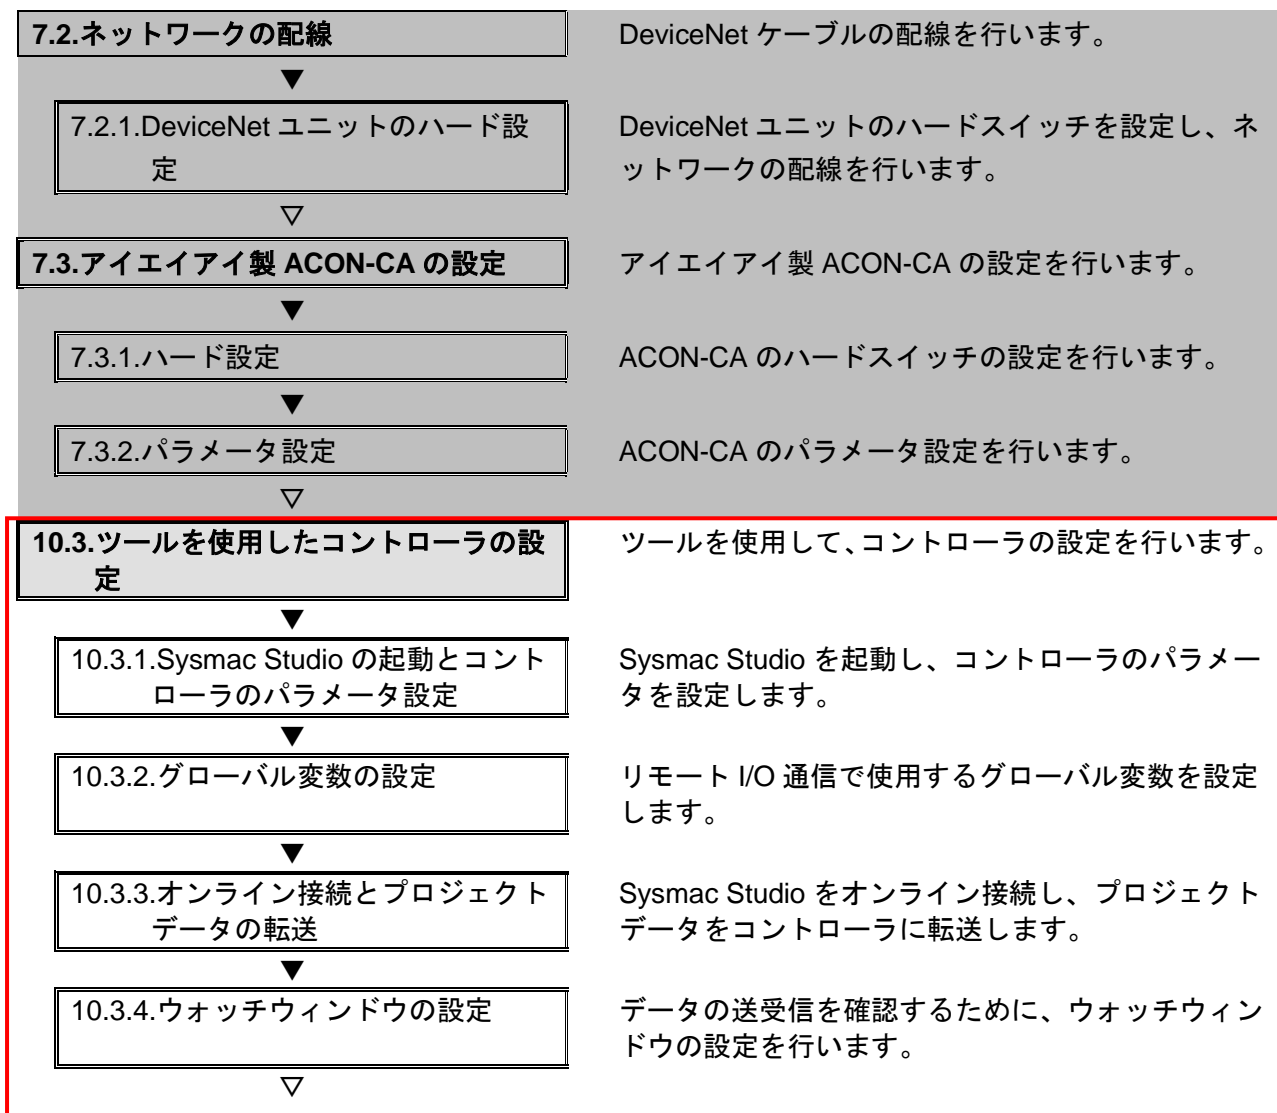 7.2.ネットワークの配線
DeviceNet ケーブルの配線を行います。
▼
7.2.1.DeviceNet ユニットのハード設
定
DeviceNet ユニットのハードスイッチを設定し、ネ
ットワークの配線を行います。
▽
7.3.アイエイアイ製 ACON-CA の設定
アイエイアイ製 ACON-CA の設定を行います。
▼
7.3.1.ハード設定
ACON-CA のハードスイッチの設定を行います。
▼
7.3.2.パラメータ設定
ACON-CA のパラメータ設定を行います。
▽
10.3.ツールを使用したコントローラの設
定
ツールを使用して、コントローラの設定を行います。
▼
10.3.1.Sysmac Studio の起動とコント
ローラのパラメータ設定
Sysmac Studio を起動し、コントローラのパラメー
タを設定します。
▼
10.3.2.グローバル変数の設定
リモート I/O 通信で使用するグローバル変数を設定
します。
▼
10.3.3.オンライン接続とプロジェクト
データの転送
Sysmac Studio をオンライン接続し、プロジェクト
データをコントローラに転送します。
▼
10.3.4.ウォッチウィンドウの設定
データの送受信を確認するために、ウォッチウィン
ドウの設定を行います。
▽